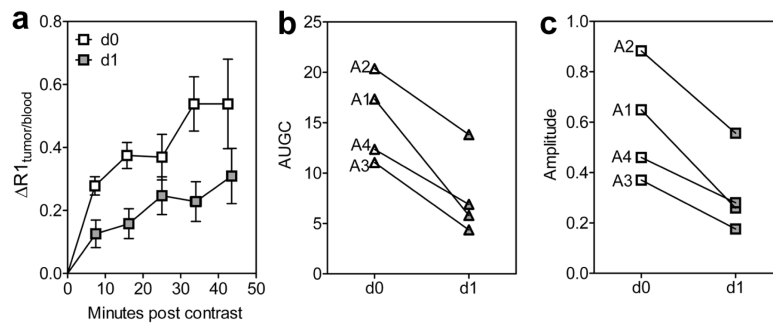 a
0.8
0.6
0.4
0.2
0.0
ΔR1tumor/blood
d0
d1
0 10 20 30 40 50
Minutes post contrast
b
25
20
15
10
5
0
AUGC
A2
A1
A4
A3
d0 d1
c
1.0
0.8
0.6
0.4
0.2
0.0
Amplitude
A2
A1
A4
A3
d0 d1